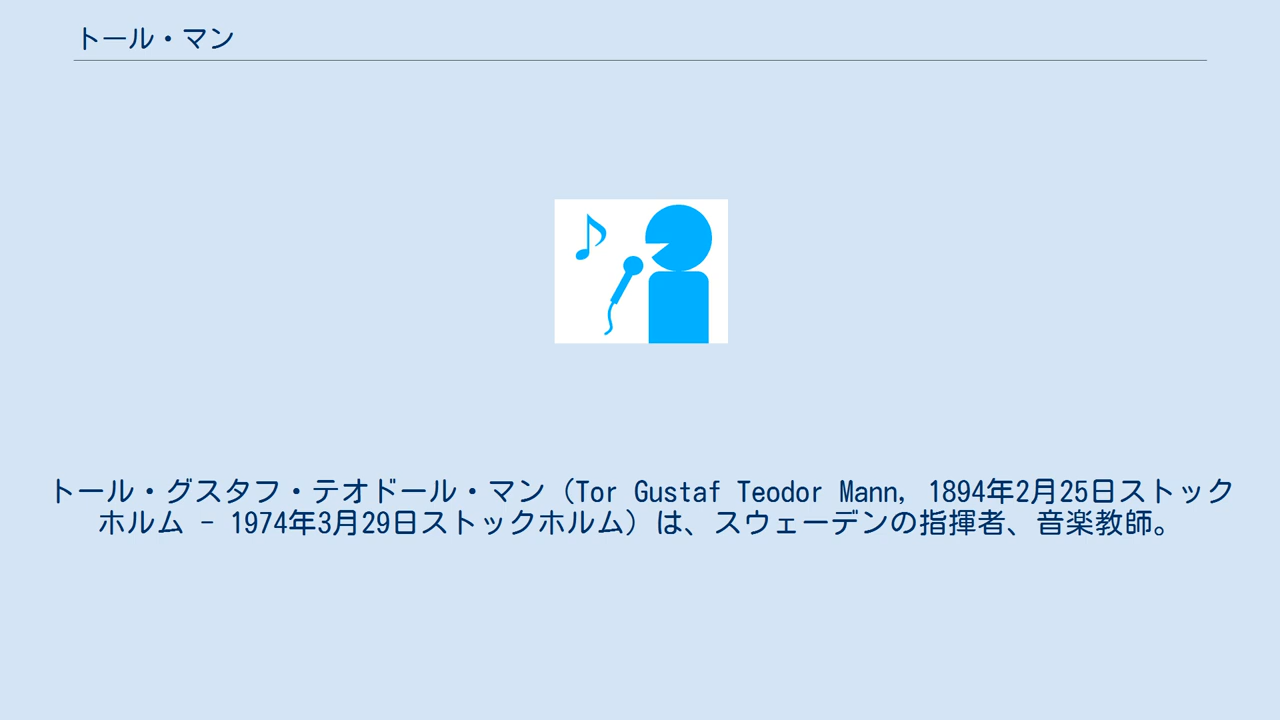 トール・マン
トール・グスタフ・テオドール・マン（Tor Gustaf Teodor Mann, 1894年2月25日ストック
ホルム - 1974年3月29日ストックホルム）は、スウェーデンの指揮者、音楽教師。